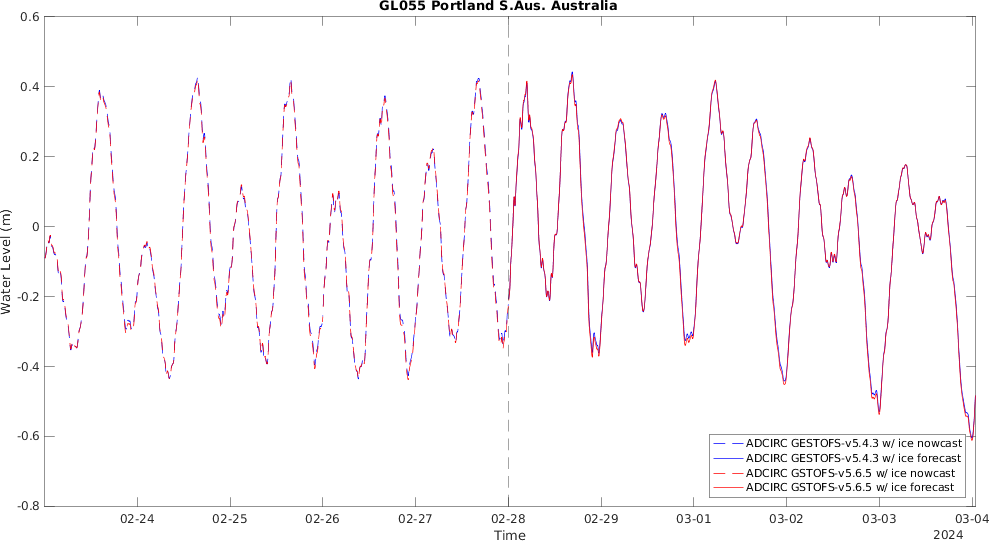 GL055 Portland S.Aus. Australia
0.6
0.4
0.2
0
-0.2
-0.4
-0.6
-0.8
Water Level (m)
ADCIRC GESTOFS-v5.4.3 w/ ice nowcast
ADCIRC GESTOFS-v5.4.3 w/ ice forecast
ADCIRC GSTOFS-v5.6.5 w/ ice nowcast
ADCIRC GSTOFS-v5.6.5 w/ ice forecast
02-24 02-25 02-26 02-27 02-28 02-29 03-01 03-02 03-03 03-04
Time
2024